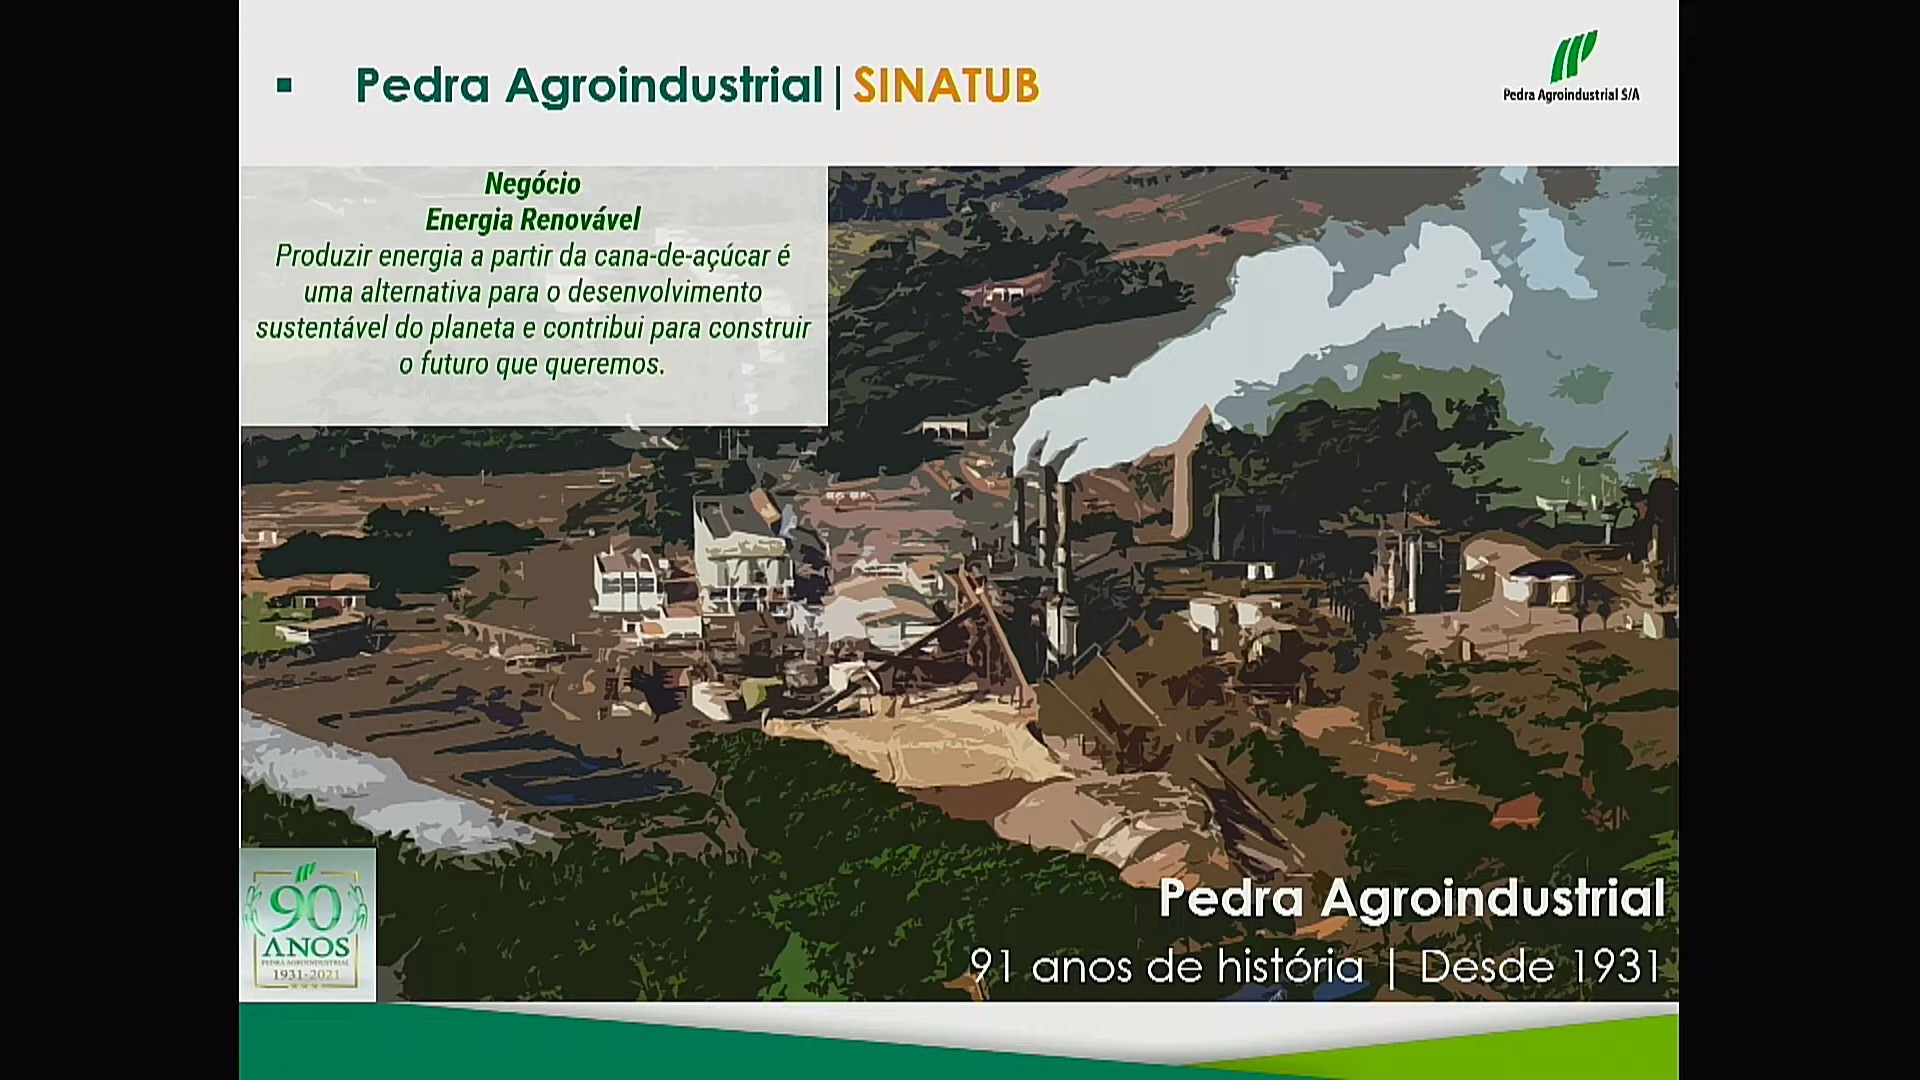 ▪ Pedra Agroindustrial | SINATUB
Pedra Agroindustrial S/A
Negócio
Energia Renovável
Produzir energia a partir da cana-de-açúcar é
uma alternativa para o desenvolvimento
sustentável do planeta e contribui para construir
o futuro que queremos.
90
ANOS
PEDRA AGROINDUSTRIAL
1931-2021
Pedra Agroindustrial
91 anos de história | Desde 1931